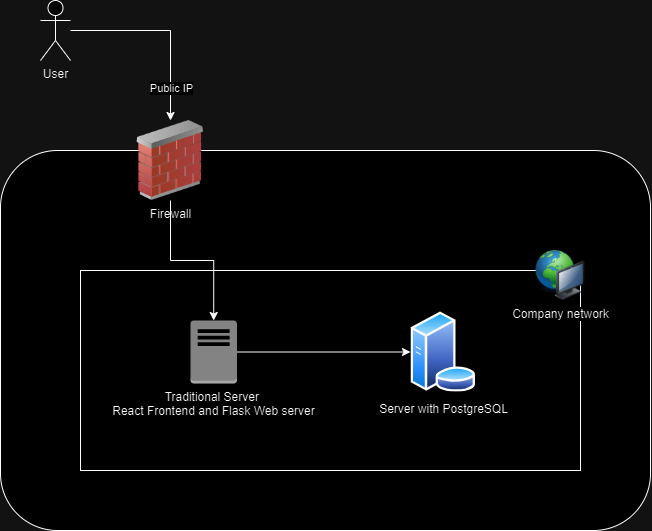 User
Public IP
Firewall
Company network
Traditional Server
React Frontend and Flask Web server
Server with PostgreSQL